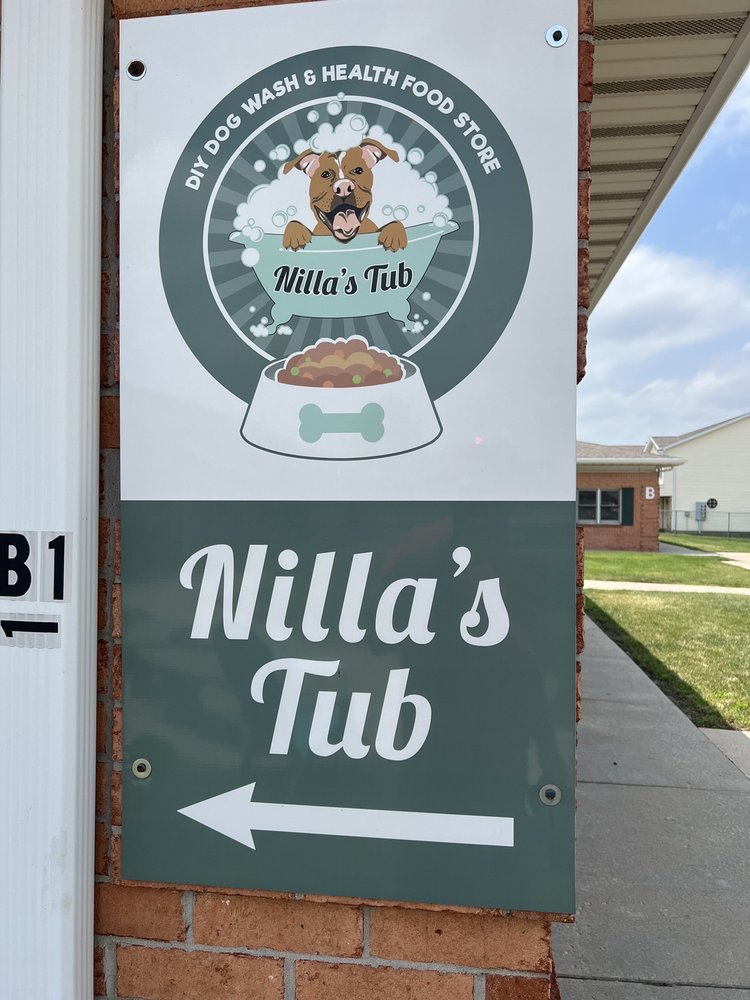 DIY DOG WASH & HEALTH FOOD STORE
Nilla's Tub
Nilla's
Tub
B1
B